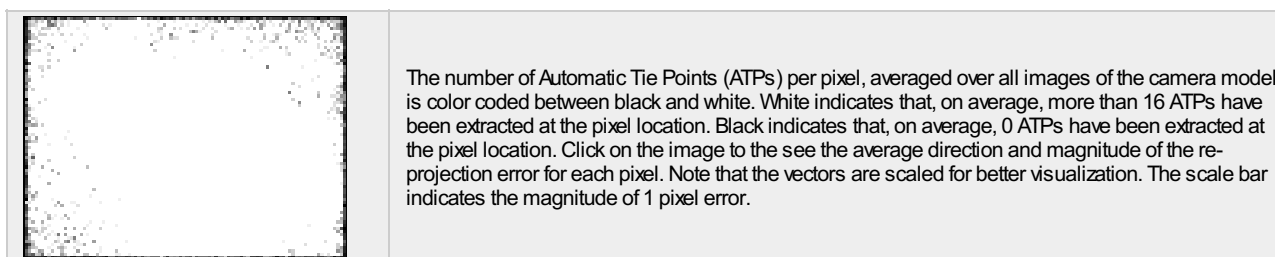 The number of Automatic Tie Points (ATPs) per pixel, averaged over all images of the camera model
is color coded between black and white. White indicates that, on average, more than 16 ATPs have
been extracted at the pixel location. Black indicates that, on average, 0 ATPs have been extracted at
the pixel location. Click on the image to the see the average direction and magnitude of the re-
projection error for each pixel. Note that the vectors are scaled for better visualization. The scale bar
indicates the magnitude of 1 pixel error.